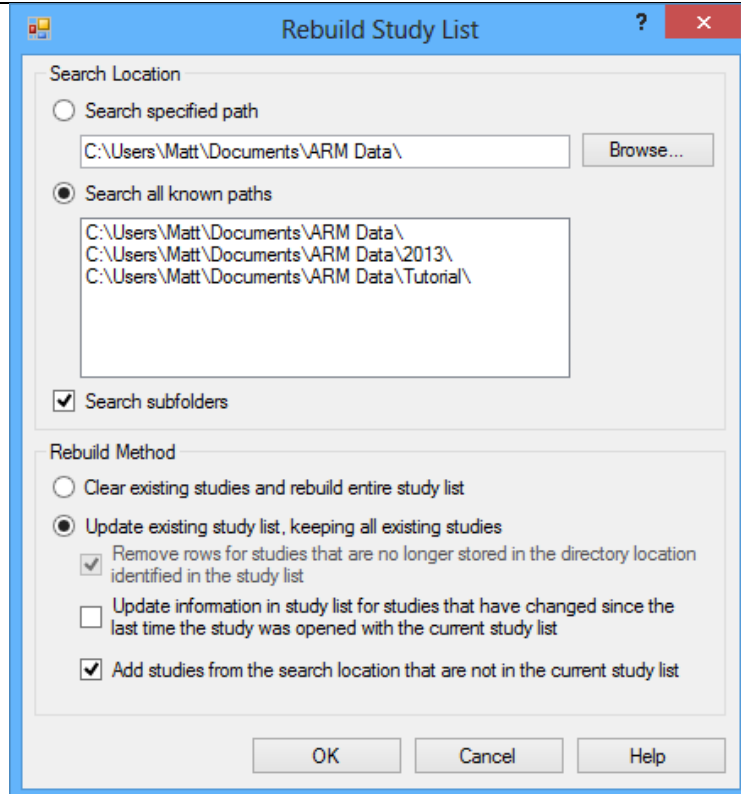 Rebuild Study List
?
×
Search Location
Search specified path
C:\Users\Matt\Documents\ARM Data\
Browse...
Search all known paths
C:\Users\Matt\Documents\ARM Data\
C:\Users\Matt\Documents\ARM Data\2013\
C:\Users\Matt\Documents\ARM Data\Tutorial\
Search subfolders
Rebuild Method
Clear existing studies and rebuild entire study list
Update existing study list, keeping all existing studies
Remove rows for studies that are no longer stored in the directory location
identified in the study list
Update information in study list for studies that have changed since the
last time the study was opened with the current study list
Add studies from the search location that are not in the current study list
OK
Cancel
Help